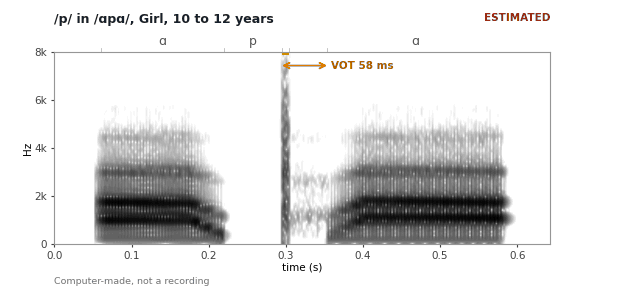 /p/ in /ɑpɑ/, Girl, 10 to 12 years
ESTIMATED
ɑ p ɑ
8k
VOT 58 ms
6k
4k
2k
0
Hz
0.0 0.1 0.2 0.3 0.4 0.5 0.6
time (s)
Computer-made, not a recording